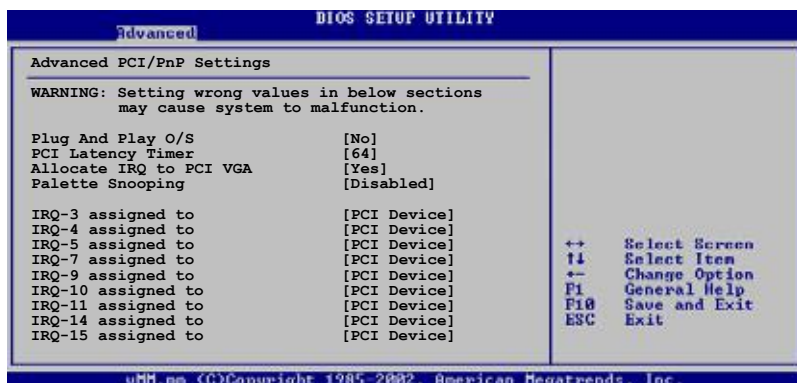 BIOS SETUP UTILITY
Advanced
Advanced PCI/PnP Settings
WARNING: Setting wrong values in below sections
may cause system to malfunction.
Plug And Play O/S [No]
PCI Latency Timer [64]
Allocate IRQ to PCI VGA [Yes]
Palette Snooping [Disabled]
IRQ-3 assigned to [PCI Device]
IRQ-4 assigned to [PCI Device]
IRQ-5 assigned to [PCI Device]
IRQ-7 assigned to [PCI Device]
IRQ-9 assigned to [PCI Device]
IRQ-10 assigned to [PCI Device]
IRQ-11 assigned to [PCI Device]
IRQ-14 assigned to [PCI Device]
IRQ-15 assigned to [PCI Device]
↔ Select Screen
↑↓ Select Item
+- Change Option
F1 General Help
F10 Save and Exit
ESC Exit
(C)Copyright 1985-2002, American Megatrends, Inc.